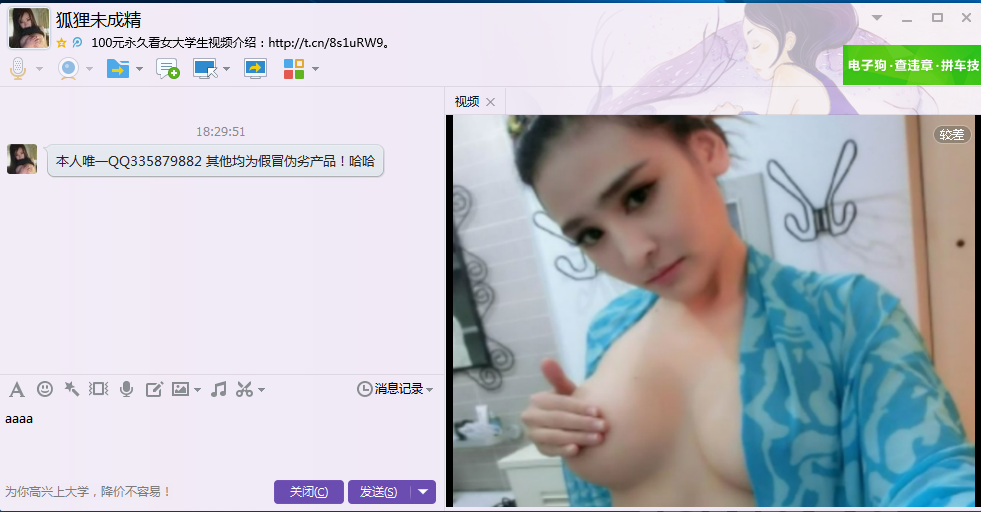 狐狸未成精
100元永久看女大学生视频介绍：http://t.cn/8s1uRW9。
电子狗·查违章·拼车技
视频
18:29:51
较差
本人唯一QQ335879882 其他均为假冒伪劣产品！哈哈
消息记录
aaaa
为你高兴上大学，降价不容易！
关闭(C)
发送(S)